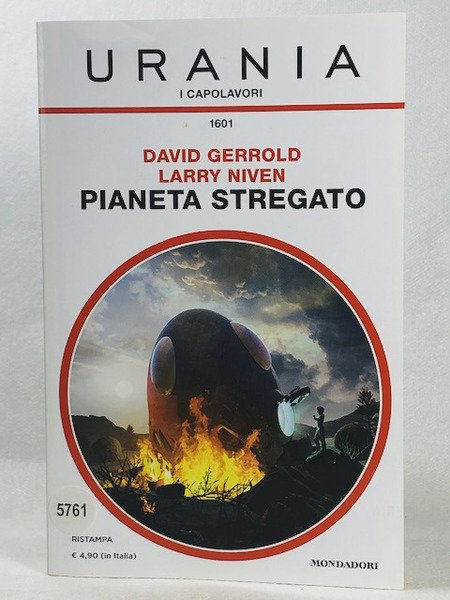 URANIA
I CAPOLAVORI
1601
DAVID GERROLD
LARRY NIVEN
PIANETA STREGATO
5761
RISTAMPA
€ 4,90 (in Italia)
MONDADORI